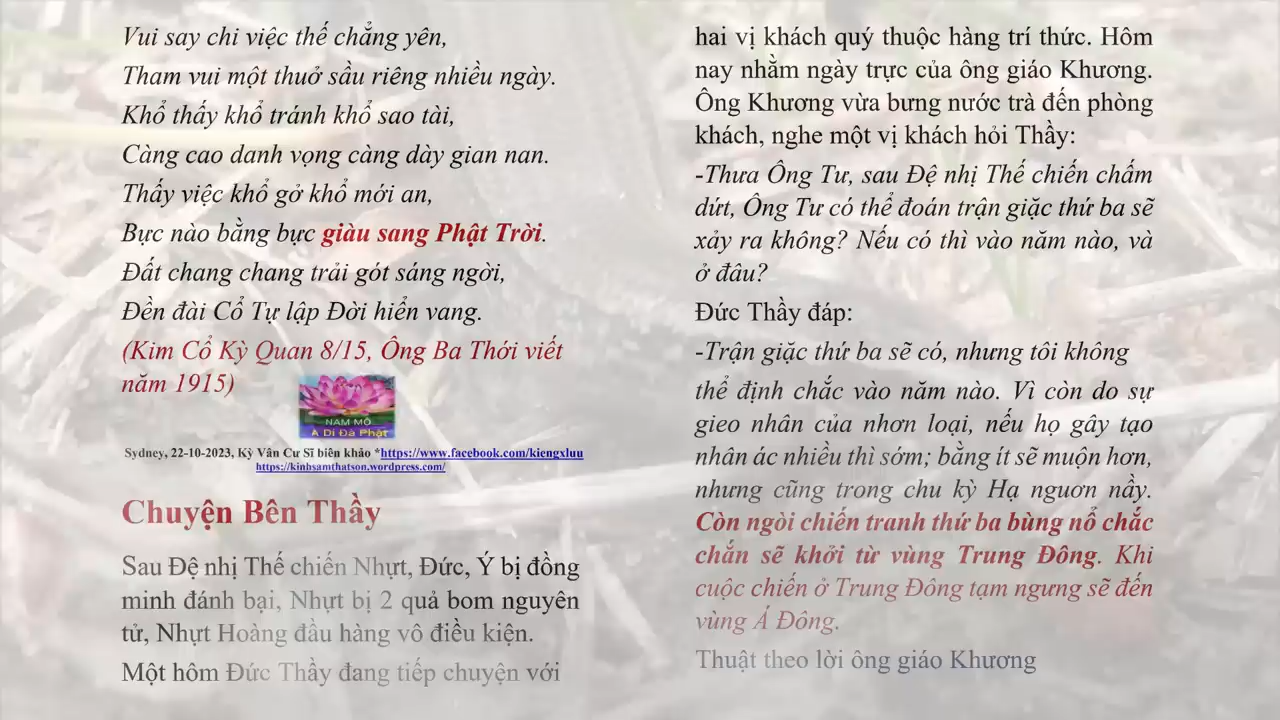 Vui say chi việc thế chẳng yên,
Tham vui một thuở sầu riêng nhiều ngày.
Khổ thấy khổ tránh khổ sao tài,
Càng cao danh vọng càng dày gian nan.
Thấy việc khổ gở khổ mới an,
Bực nào bằng bực giàu sang Phật Trời.
Đất chang chang trải gót sáng ngời,
Đền đài Cổ Tự lập Đời hiển vang.
(Kim Cổ Kỳ Quan 8/15, Ông Ba Thới viết
năm 1915)
NAM MÔ
A Di Đà Phật
Sydney, 22-10-2023, Kỳ Vân Cư Sĩ biên khảo *https://www.facebook.com/kiengxluu
https://kinhsamthatson.wordpress.com/
Chuyện Bên Thầy
Sau Đệ nhị Thế chiến Nhựt, Đức, Ý bị đồng
minh đánh bại, Nhựt bị 2 quả bom nguyên
tử, Nhựt Hoàng đầu hàng vô điều kiện.
Một hôm Đức Thầy đang tiếp chuyện với
hai vị khách quý thuộc hàng trí thức. Hôm
nay nhằm ngày trực của ông giáo Khương.
Ông Khương vừa bưng nước trà đến phòng
khách, nghe một vị khách hỏi Thầy:
-Thưa Ông Tư, sau Đệ nhị Thế chiến chấm
dứt, Ông Tư có thể đoán trận giặc thứ ba sẽ
xảy ra không? Nếu có thì vào năm nào, và
ở đâu?
Đức Thầy đáp:
-Trận giặc thứ ba sẽ có, nhưng tôi không
thể định chắc vào năm nào. Vì còn do sự
gieo nhân của nhơn loại, nếu họ gây tạo
nhân ác nhiều thì sớm; bằng ít sẽ muộn hơn,
nhưng cũng trong chu kỳ Hạ nguơn nầy.
Còn ngòi chiến tranh thứ ba bùng nổ chắc
chắn sẽ khởi từ vùng Trung Đông. Khi
cuộc chiến ở Trung Đông tạm ngưng sẽ đến
vùng Á Đông.
Thuật theo lời ông giáo Khương